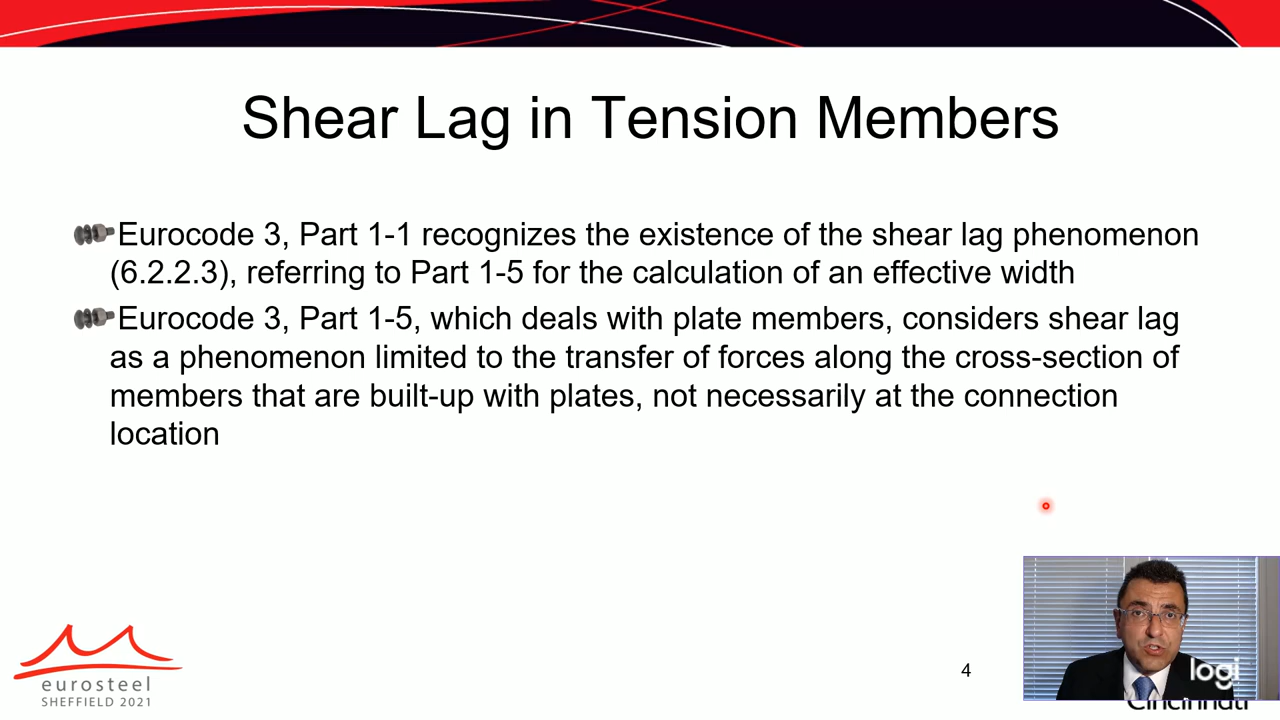 Shear Lag in Tension Members
Eurocode 3, Part 1-1 recognizes the existence of the shear lag phenomenon
(6.2.2.3), referring to Part 1-5 for the calculation of an effective width
Eurocode 3, Part 1-5, which deals with plate members, considers shear lag
as a phenomenon limited to the transfer of forces along the cross-section of
members that are built-up with plates, not necessarily at the connection
location
eurosteel
SHEFFIELD 2021
4
logi
Cincinnati